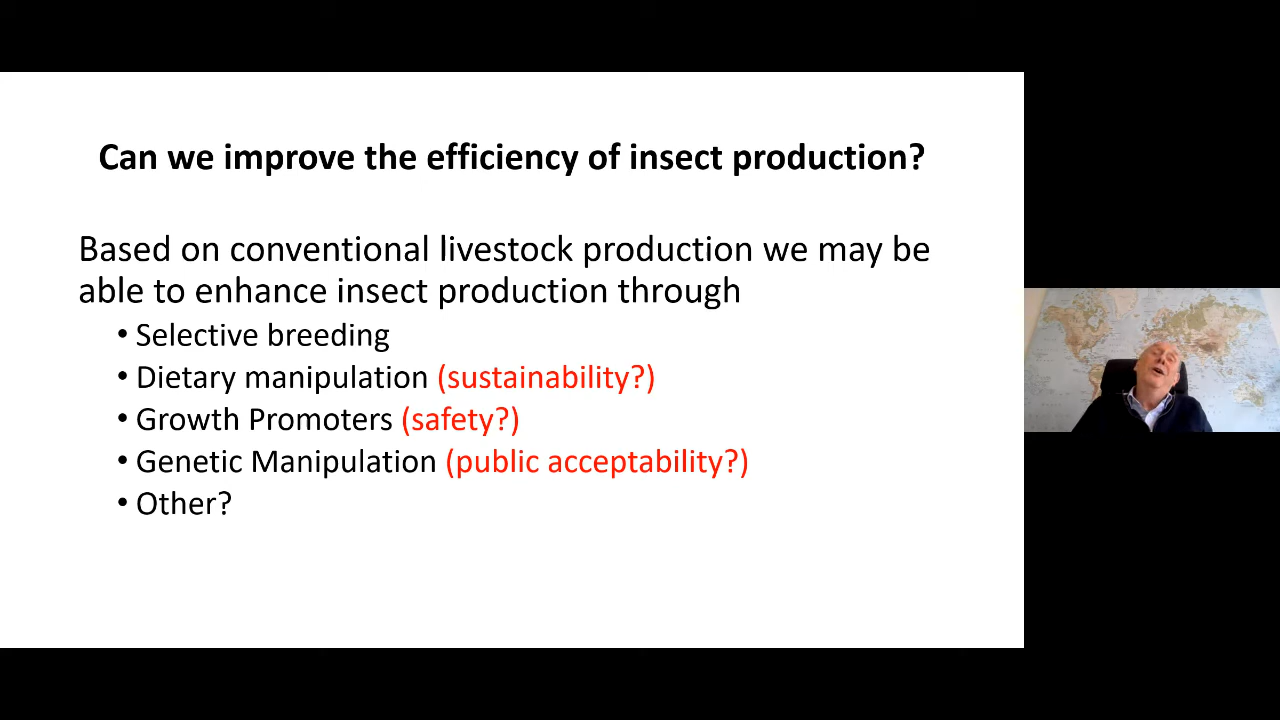 Can we improve the efficiency of insect production?
Based on conventional livestock production we may be
able to enhance insect production through
• Selective breeding
• Dietary manipulation (sustainability?)
• Growth Promoters (safety?)
• Genetic Manipulation (public acceptability?)
• Other?